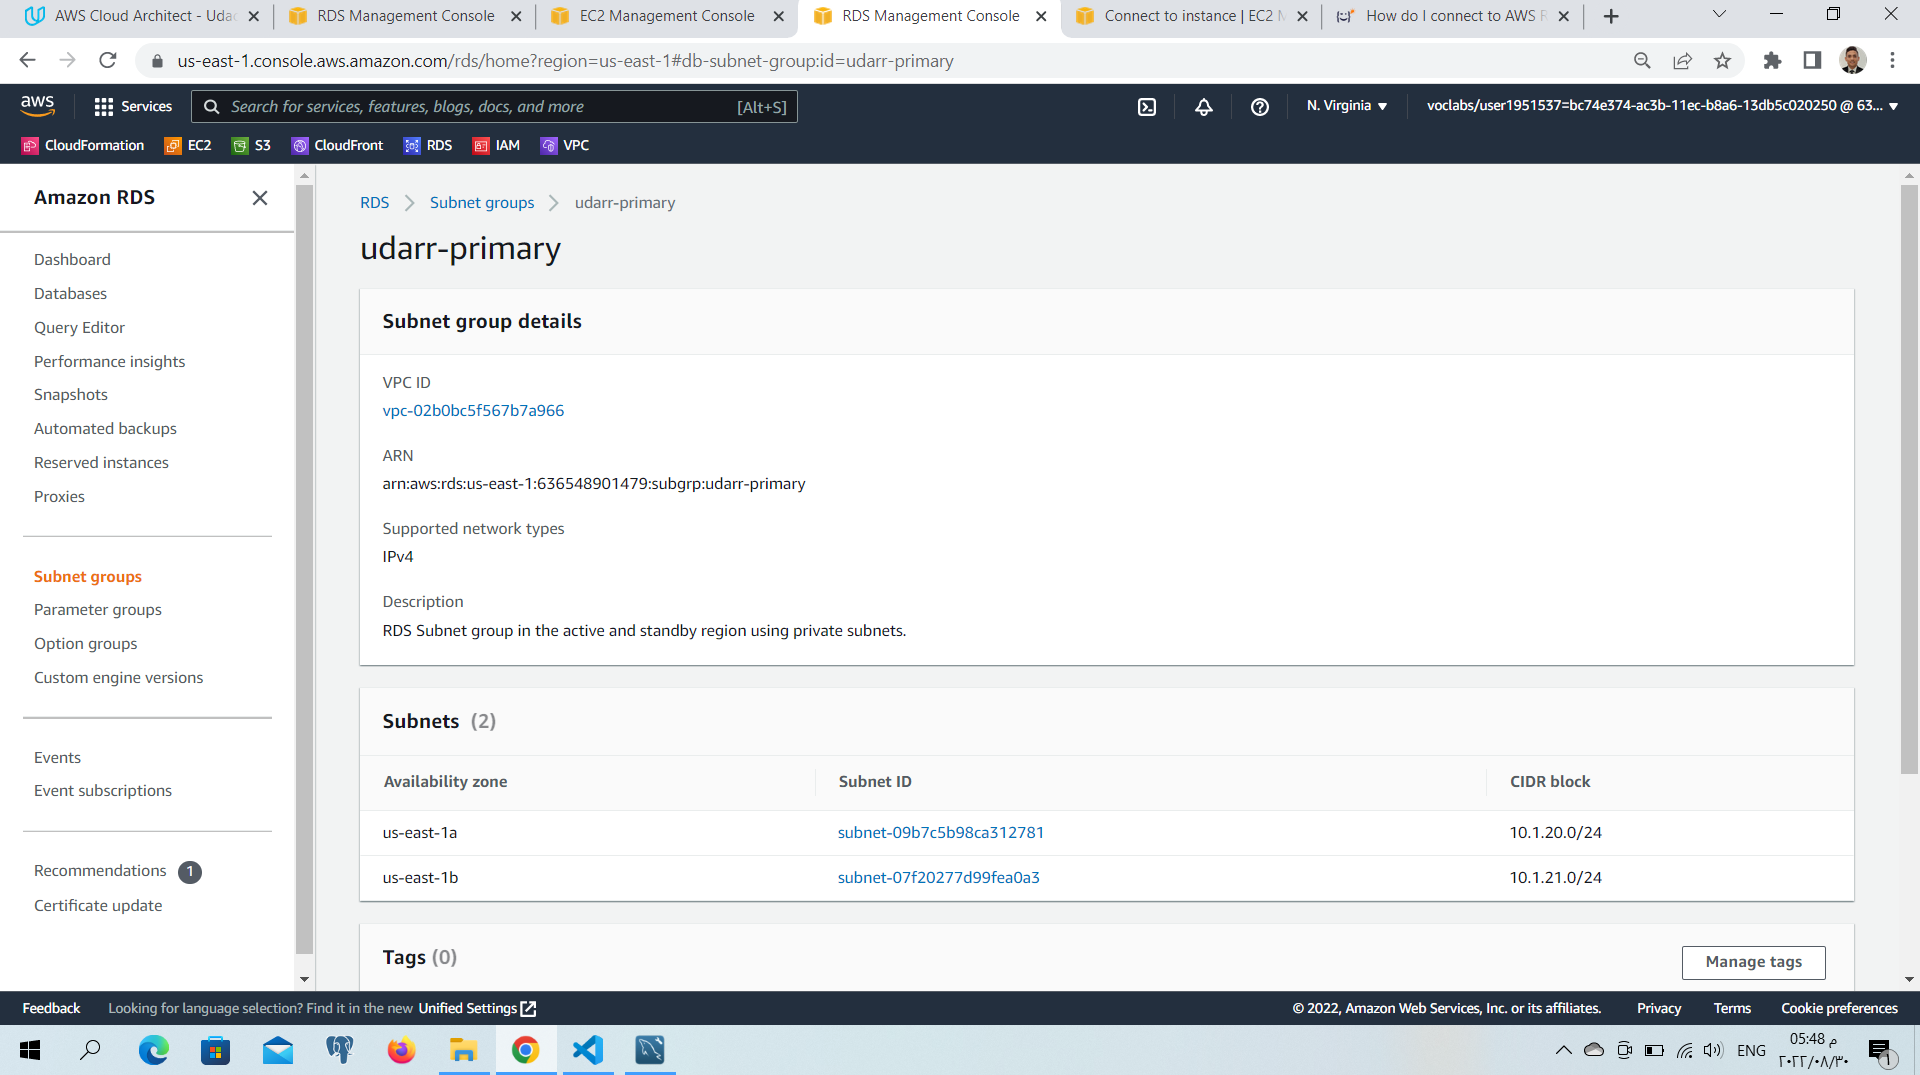 AWS Cloud Architect - Udac
RDS Management Console
EC2 Management Console
RDS Management Console
Connect to instance | EC2 M
How do I connect to AWS R
us-east-1.console.aws.amazon.com/rds/home?region=us-east-1#db-subnet-group:id=udarr-primary
aws
Services
Search for services, features, blogs, docs, and more
[Alt+S]
N. Virginia
voclabs/user1951537=bc74e374-ac3b-11ec-b8a6-13db5c020250 @ 63...
CloudFormation
EC2
S3
CloudFront
RDS
IAM
VPC
Amazon RDS
Dashboard
Databases
Query Editor
Performance insights
Snapshots
Automated backups
Reserved instances
Proxies
Subnet groups
Parameter groups
Option groups
Custom engine versions
Events
Event subscriptions
Recommendations 1
Certificate update
RDS
Subnet groups
udarr-primary
udarr-primary
Subnet group details
VPC ID
vpc-02b0bc5f567b7a966
ARN
arn:aws:rds:us-east-1:636548901479:subgrp:udarr-primary
Supported network types
IPv4
Description
RDS Subnet group in the active and standby region using private subnets.
Subnets (2)
Availability zone Subnet ID CIDR block
us-east-1a subnet-09b7c5b98ca312781 10.1.20.0/24
us-east-1b subnet-07f20277d99fea0a3 10.1.21.0/24
Tags (0)
Manage tags
Feedback
Looking for language selection? Find it in the new Unified Settings
© 2022, Amazon Web Services, Inc. or its affiliates.
Privacy
Terms
Cookie preferences
ENG
05:48 م
٢٠٢٢/٠٨/٣٠
1